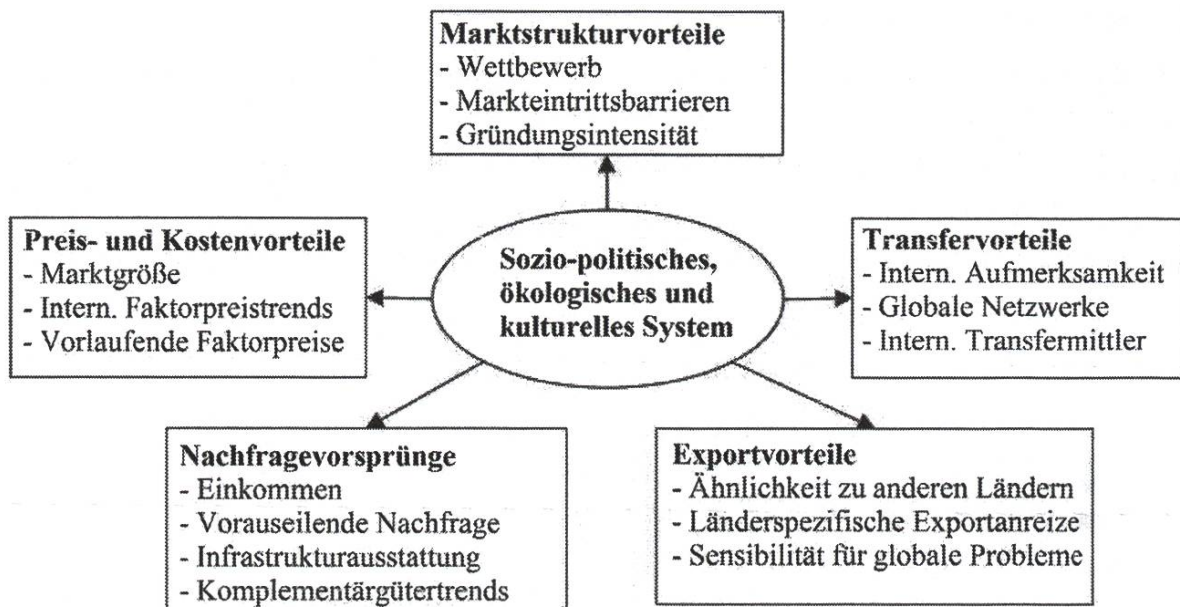 Marktstrukturvorteile
- Wettbewerb
- Markteintrittsbarrieren
- Gründungsintensität
Preis- und Kostenvorteile
- Marktgröße
- Intern. Faktorpreistrends
- Vorlaufende Faktorpreise
Sozio-politisches,
ökologisches und
kulturelles System
Transfervorteile
- Intern. Aufmerksamkeit
- Globale Netzwerke
- Intern. Transfermittler
Nachfragevorsprünge
- Einkommen
- Vorauseilende Nachfrage
- Infrastrukturausstattung
- Komplementärgütertrends
Exportvorteile
- Ähnlichkeit zu anderen Ländern
- Länderspezifische Exportanreize
- Sensibilität für globale Probleme